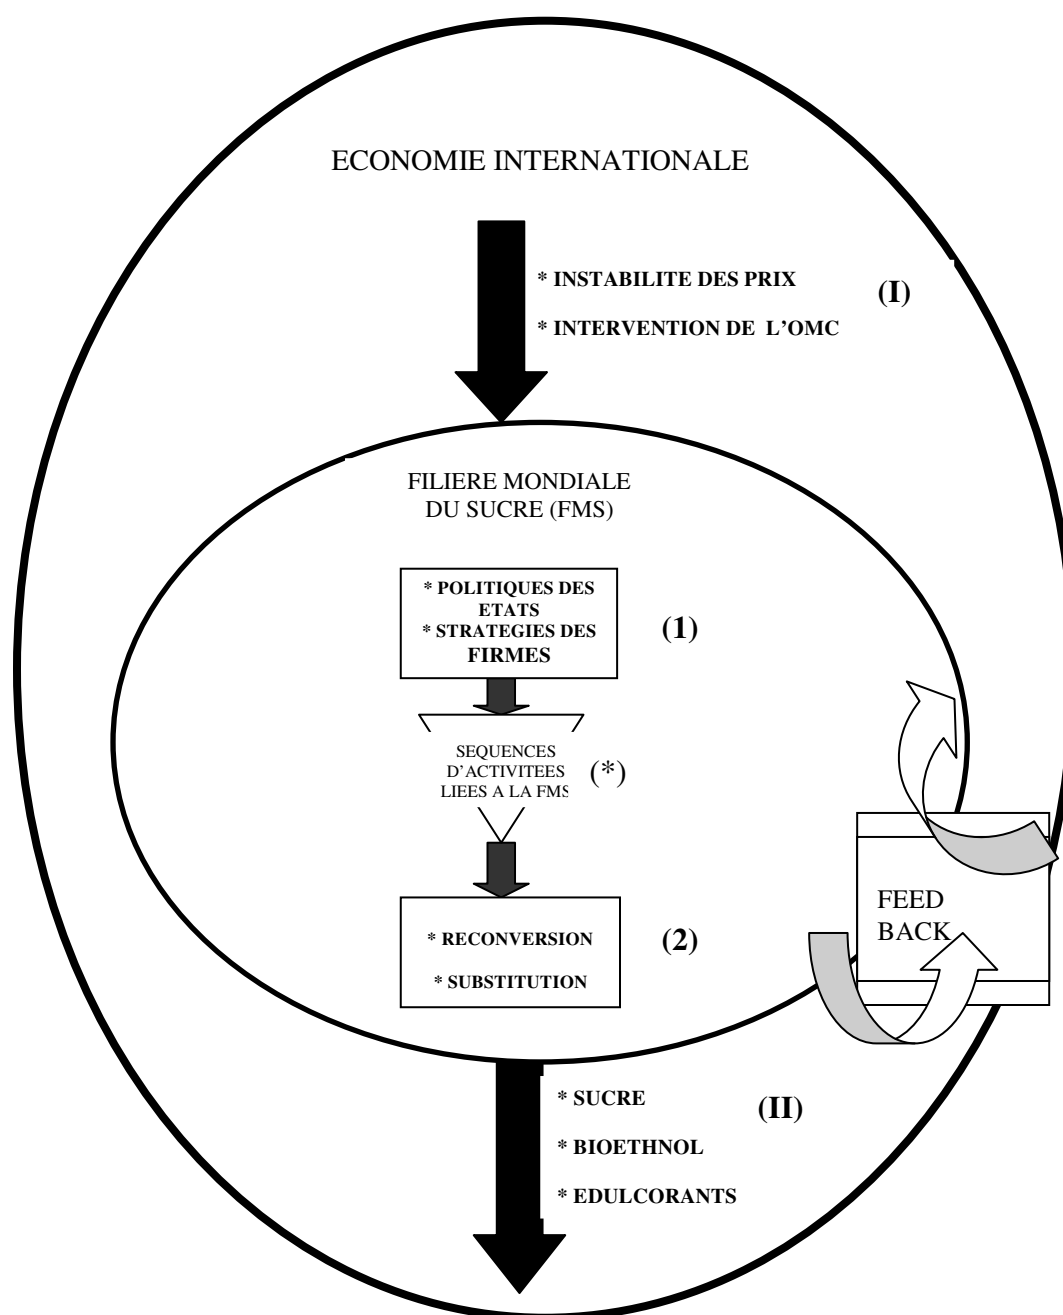 ECONOMIE INTERNATIONALE
* INSTABILITE DES PRIX
(I)
* INTERVENTION DE L'OMC
FILIERE MONDIALE
DU SUCRE (FMS)
* POLITIQUES DES
ETATS
* STRATEGIES DES
FIRMES
(1)
SEQUENCES
D'ACTIVITEES
LIEES A LA FMS
(*)
FEED
BACK
* RECONVERSION
(2)
* SUBSTITUTION
* SUCRE
(II)
* BIOETHNOL
* EDULCORANTS